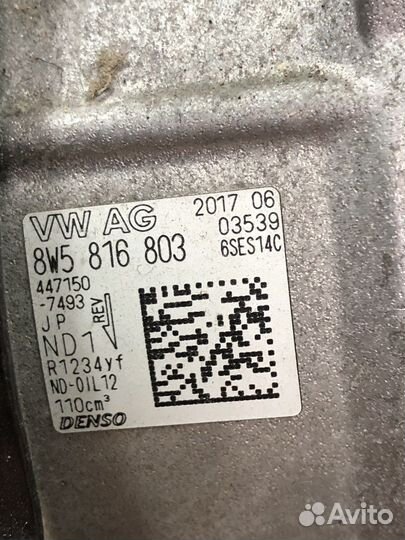 VW AG
2017 06
03539
8W5 816 803
6SES14C
447150
-7493
JP
REV
ND1
R1234yf
ND-OIL12
110cm³
DENSO
Avito